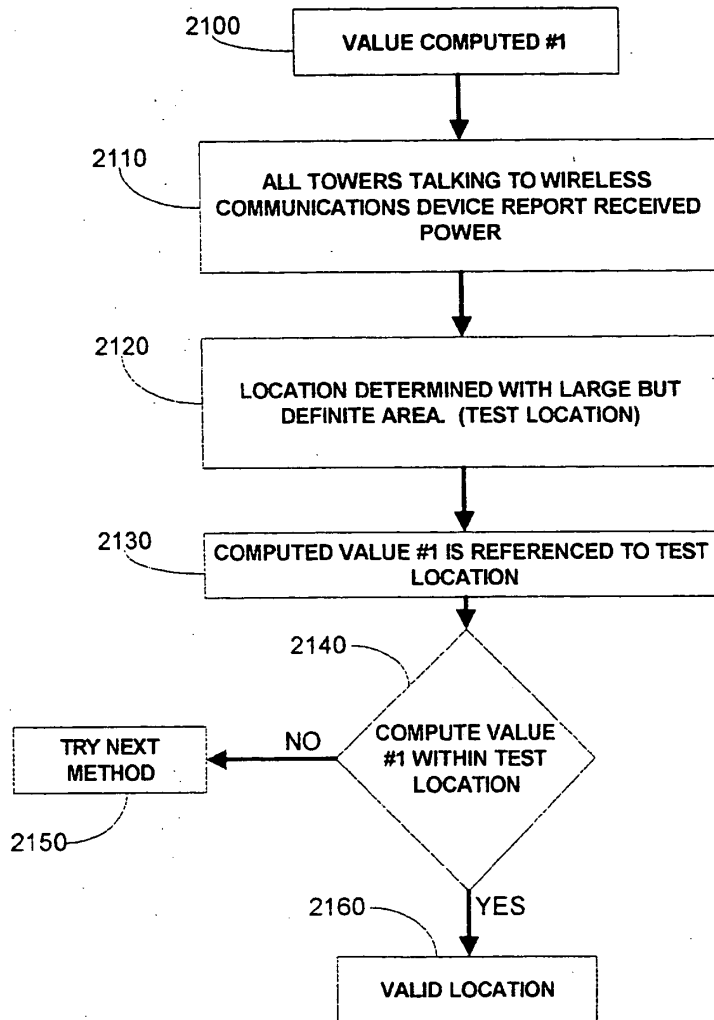 2100
VALUE COMPUTED #1
2110
ALL TOWERS TALKING TO WIRELESS
COMMUNICATIONS DEVICE REPORT RECEIVED
POWER
2120
LOCATION DETERMINED WITH LARGE BUT
DEFINITE AREA. (TEST LOCATION)
2130
COMPUTED VALUE #1 IS REFERENCED TO TEST
LOCATION
2140
COMPUTE VALUE
#1 WITHIN TEST
LOCATION
NO
TRY NEXT
METHOD
2150
YES
2160
VALID LOCATION